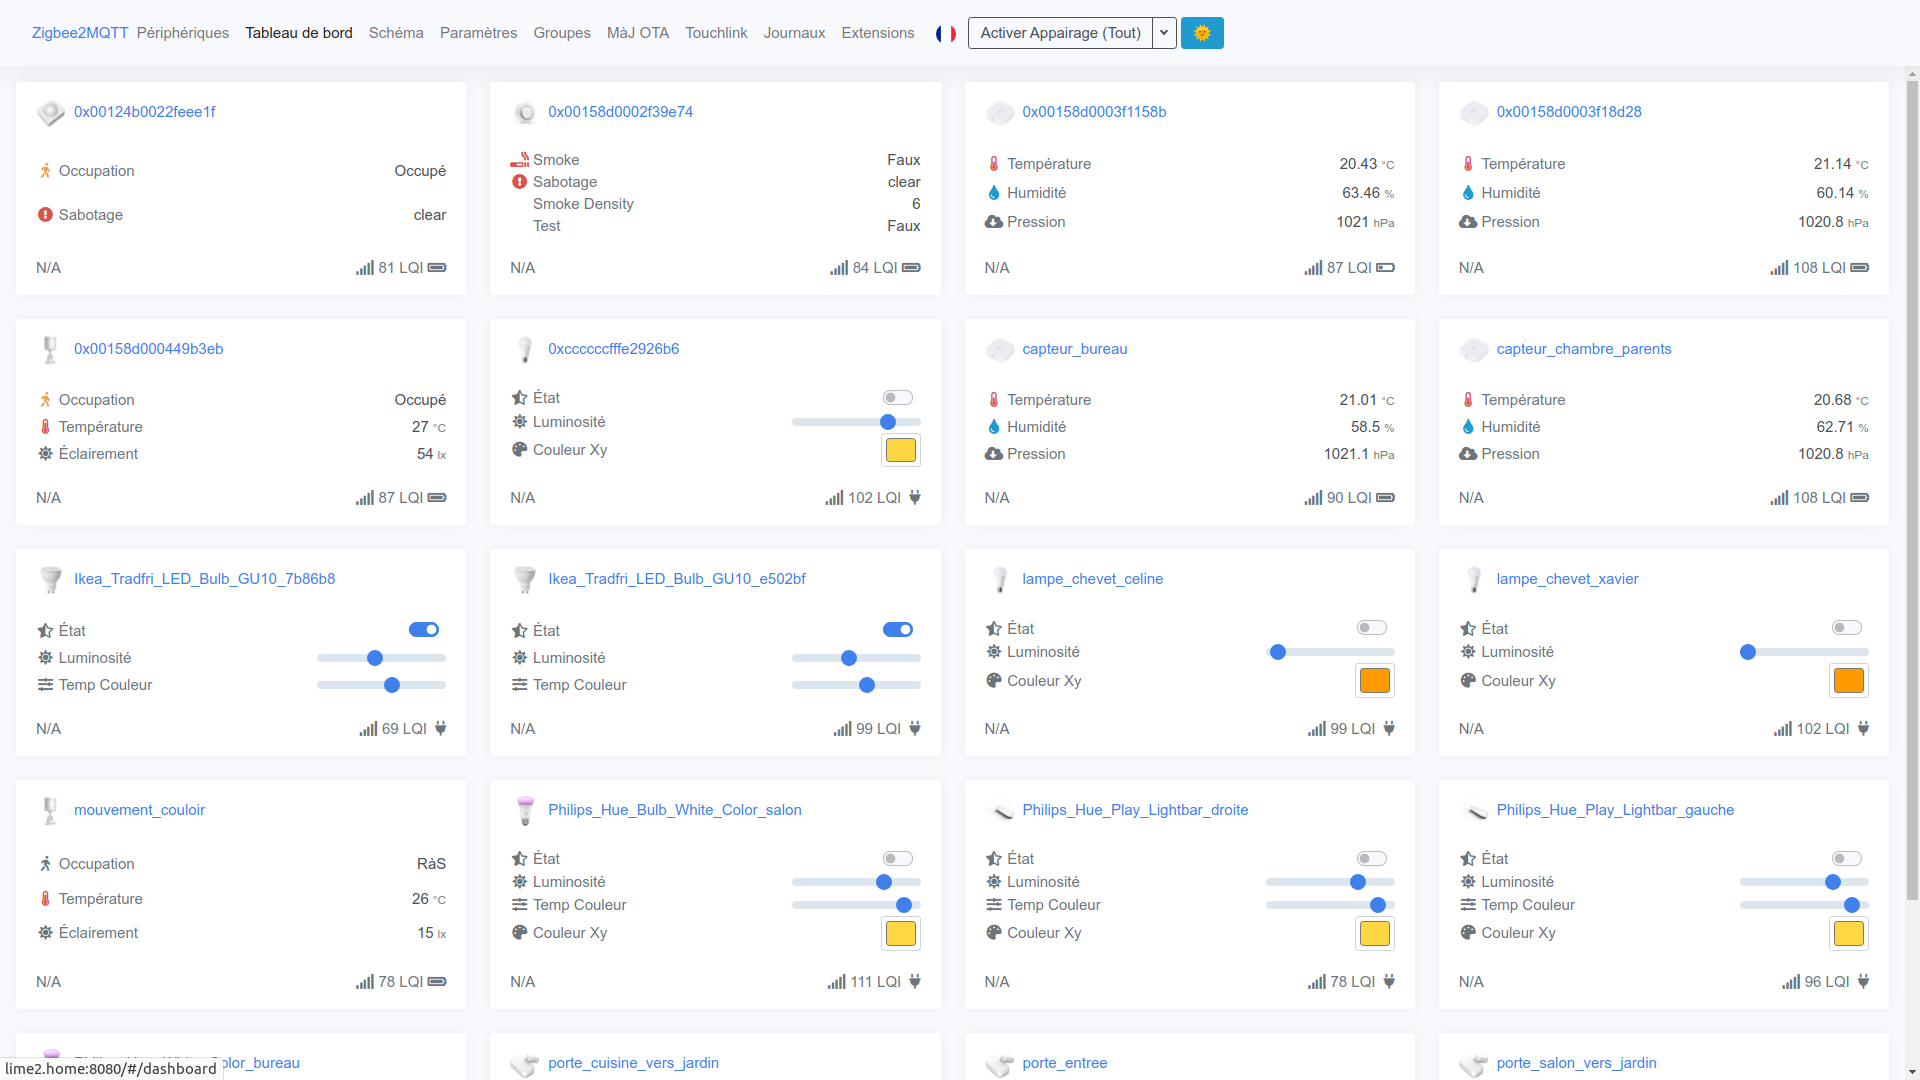 Zigbee2MQTT Périphériques Tableau de bord Schéma Paramètres Groupes MàJ OTA Touchlink Journaux Extensions Activer Appairage (Tout)
0x00124b0022feee1f
Occupation Occupé
Sabotage clear
N/A 81 LQI
0x00158d0002f39e74
Smoke Faux
Sabotage clear
Smoke Density 6
Test Faux
N/A 84 LQI
0x00158d0003f1158b
Température 20.43 °C
Humidité 63.46 %
Pression 1021 hPa
N/A 87 LQI
0x00158d0003f18d28
Température 21.14 °C
Humidité 60.14 %
Pression 1020.8 hPa
N/A 108 LQI
0x00158d000449b3eb
Occupation Occupé
Température 27 °C
Éclairement 54 lx
N/A 87 LQI
0xccccccfffe2926b6
État
Luminosité
Couleur Xy
N/A 102 LQI
capteur_bureau
Température 21.01 °C
Humidité 58.5 %
Pression 1021.1 hPa
N/A 90 LQI
capteur_chambre_parents
Température 20.68 °C
Humidité 62.71 %
Pression 1020.8 hPa
N/A 108 LQI
Ikea_Tradfri_LED_Bulb_GU10_7b86b8
État
Luminosité
Temp Couleur
N/A 69 LQI
Ikea_Tradfri_LED_Bulb_GU10_e502bf
État
Luminosité
Temp Couleur
N/A 99 LQI
lampe_chevet_celine
État
Luminosité
Couleur Xy
N/A 99 LQI
lampe_chevet_xavier
État
Luminosité
Couleur Xy
N/A 102 LQI
mouvement_couloir
Occupation RàS
Température 26 °C
Éclairement 15 lx
N/A 78 LQI
Philips_Hue_Bulb_White_Color_salon
État
Luminosité
Temp Couleur
Couleur Xy
N/A 111 LQI
Philips_Hue_Play_Lightbar_droite
État
Luminosité
Temp Couleur
Couleur Xy
N/A 78 LQI
Philips_Hue_Play_Lightbar_gauche
État
Luminosité
Temp Couleur
Couleur Xy
N/A 96 LQI
olor_bureau
porte_cuisine_vers_jardin
porte_entree
porte_salon_vers_jardin
lime2.home:8080/#/dashboard